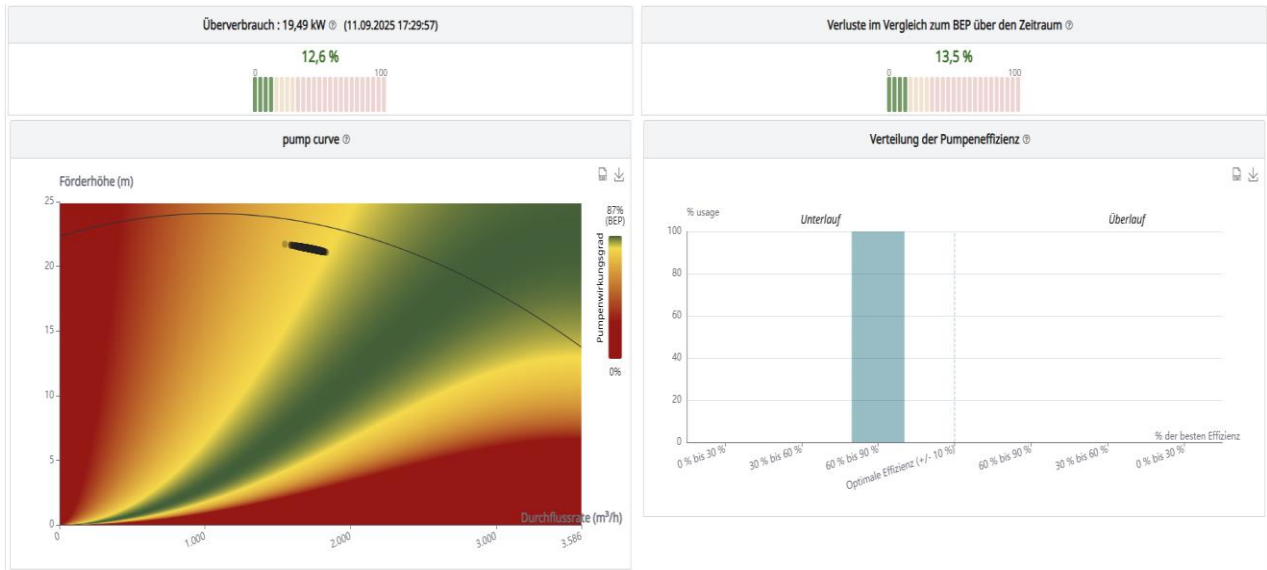 Überverbrauch : 19,49 kW ? (11.09.2025 17:29:57)
12,6 %
0 100
Verluste im Vergleich zum BEP über den Zeitraum ?
13,5 %
0 100
pump curve ?
Förderhöhe (m)
25
20
15
10
5
0
0 1.000 2.000 3.000 3.586
Durchflussrate (m³/h)
87%
(BEP)
Pumpenwirkungsgrad
0%
Verteilung der Pumpeneffizienz ?
% usage
Unterlauf Überlauf
100
80
60
40
20
0
% der besten Effizienz
0 % bis 30 % 30 % bis 60 % 60 % bis 90 % Optimale Effizienz (+/- 10 %) 60 % bis 90 % 30 % bis 60 % 0 % bis 30 %